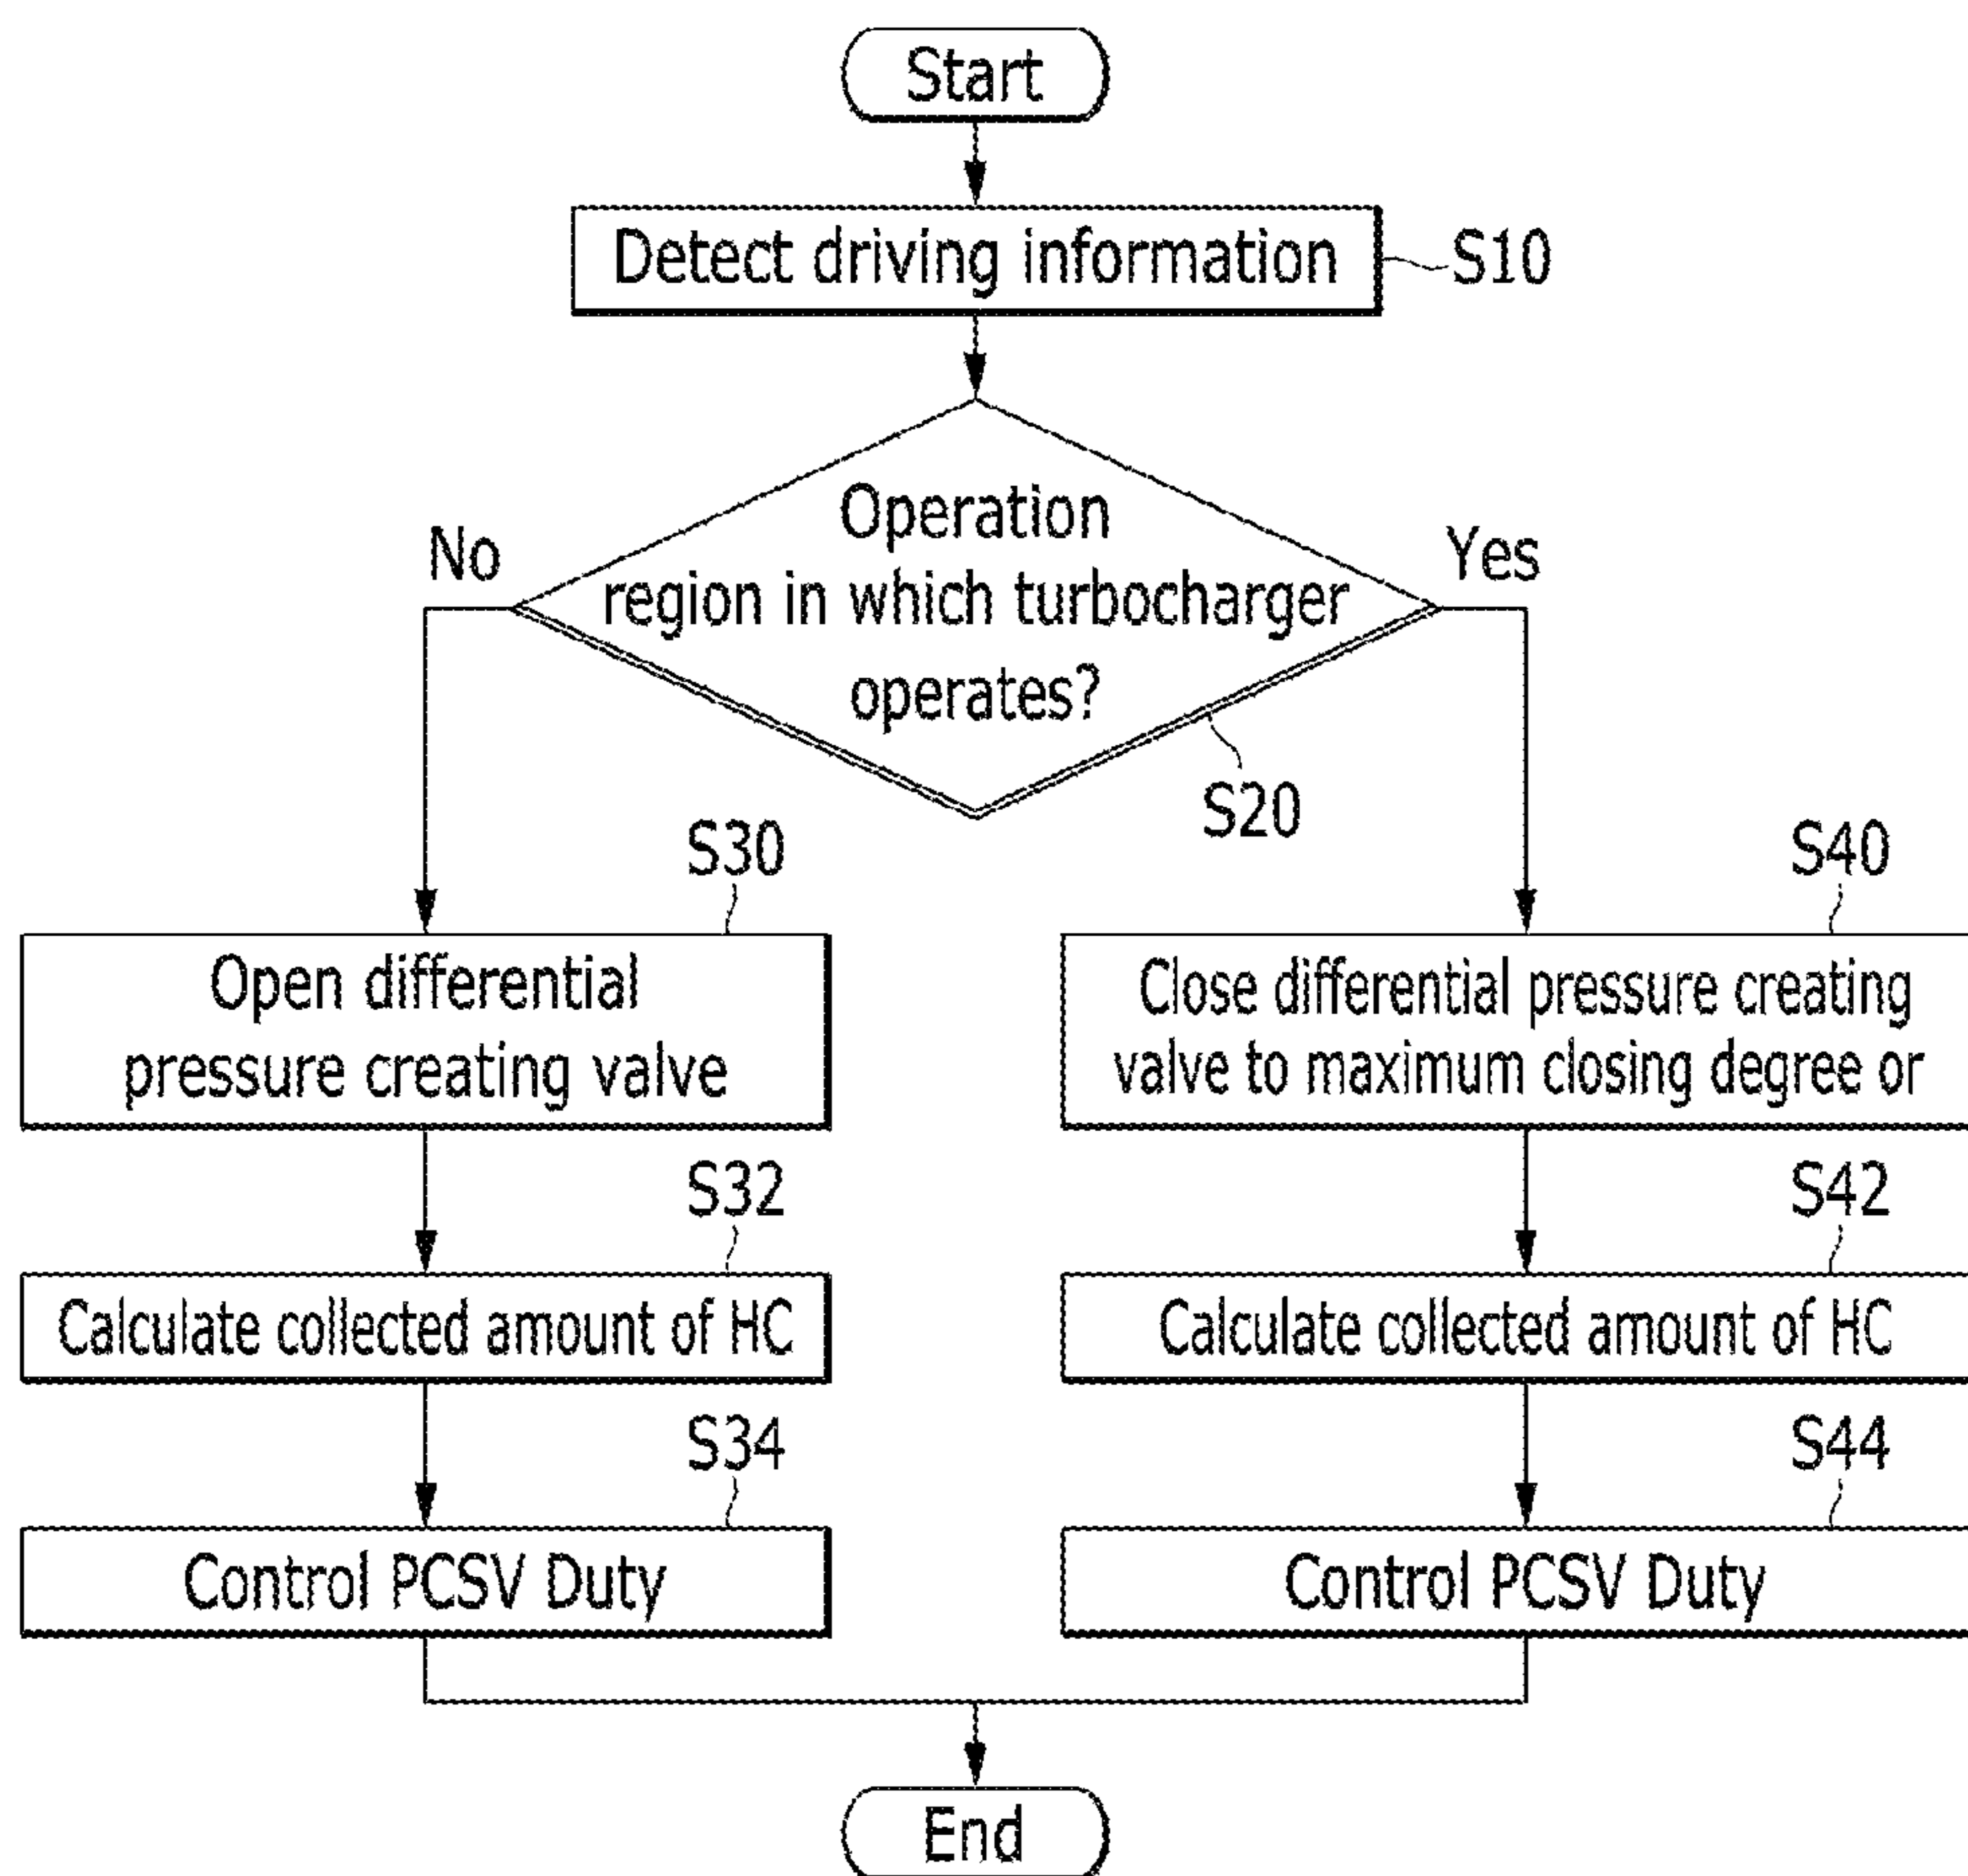 Start
Detect driving information
S10
Operation
region in which turbocharger
operates?
No
Yes
S20
S30
Open differential
pressure creating valve
S40
Close differential pressure creating
valve to maximum closing degree or
S32
Calculate collected amount of HC
S42
Calculate collected amount of HC
S34
Control PCSV Duty
S44
Control PCSV Duty
End